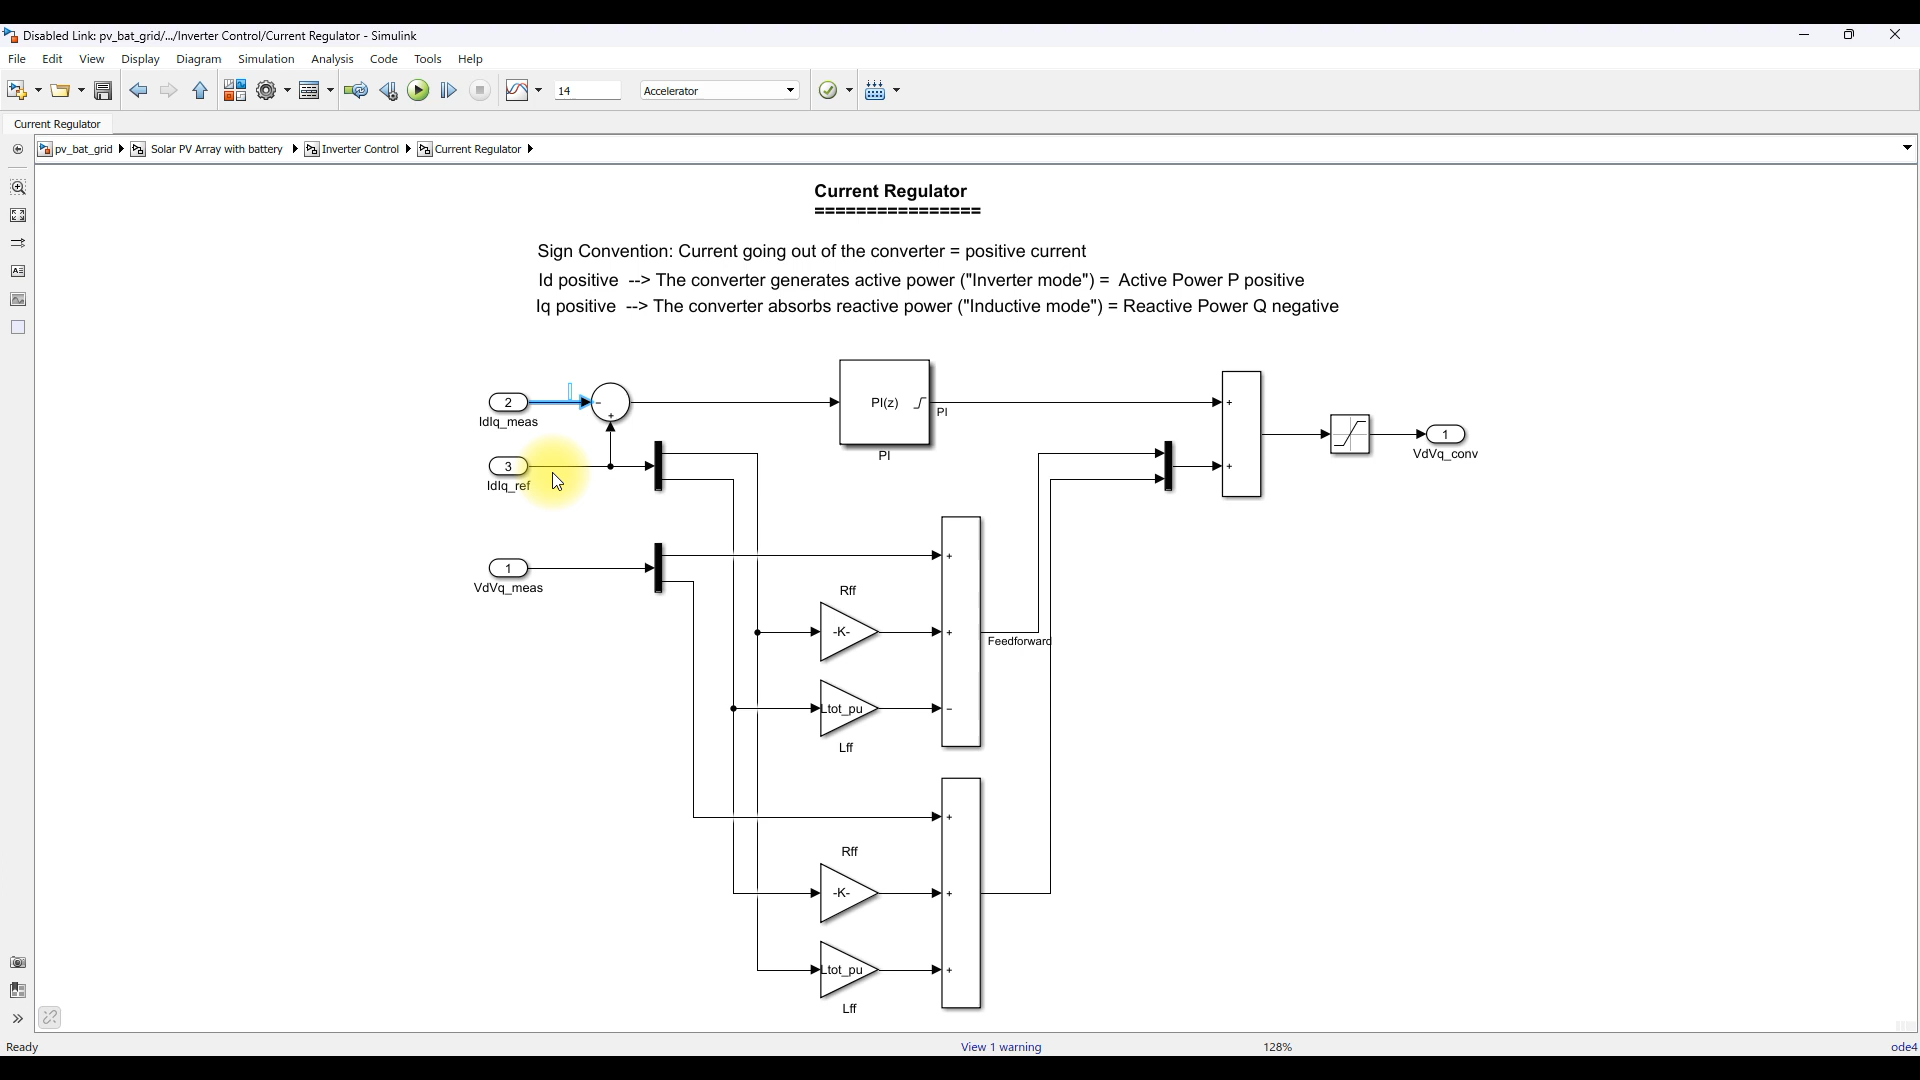 Disabled Link: pv_bat_grid/.../Inverter Control/Current Regulator - Simulink
File Edit View Display Diagram Simulation Analysis Code Tools Help
14 Accelerator
Current Regulator
pv_bat_grid Solar PV Array with battery Inverter Control Current Regulator
Current Regulator
================
Sign Convention: Current going out of the converter = positive current
Id positive --> The converter generates active power ("Inverter mode") = Active Power P positive
Iq positive --> The converter absorbs reactive power ("Inductive mode") = Reactive Power Q negative
2
IdIq_meas
−
+
PI(z)
PI
PI
+
+
1
VdVq_conv
3
IdIq_ref
1
VdVq_meas
+
Rff
-K-
+
Feedforward
Ltot_pu
−
Lff
+
Rff
-K-
+
Ltot_pu
+
Lff
Ready View 1 warning 128% ode4